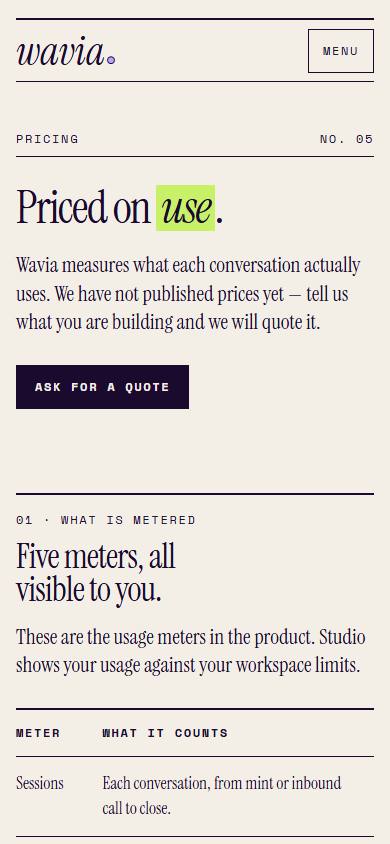 wavia.
MENU
PRICING
NO. 05
Priced on use.
Wavia measures what each conversation actually
uses. We have not published prices yet — tell us
what you are building and we will quote it.
ASK FOR A QUOTE
01 · WHAT IS METERED
Five meters, all
visible to you.
These are the usage meters in the product. Studio
shows your usage against your workspace limits.
METER
WHAT IT COUNTS
Sessions
Each conversation, from mint or inbound
call to close.